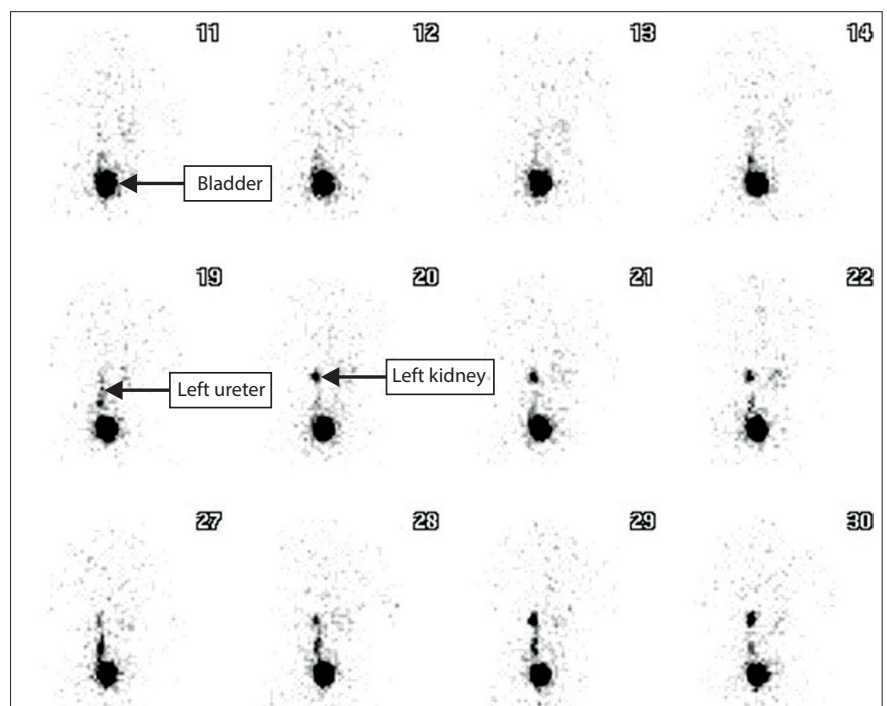 11 12 13 14
Bladder
19 20 21 22
Left ureter
Left kidney
27 28 29 30